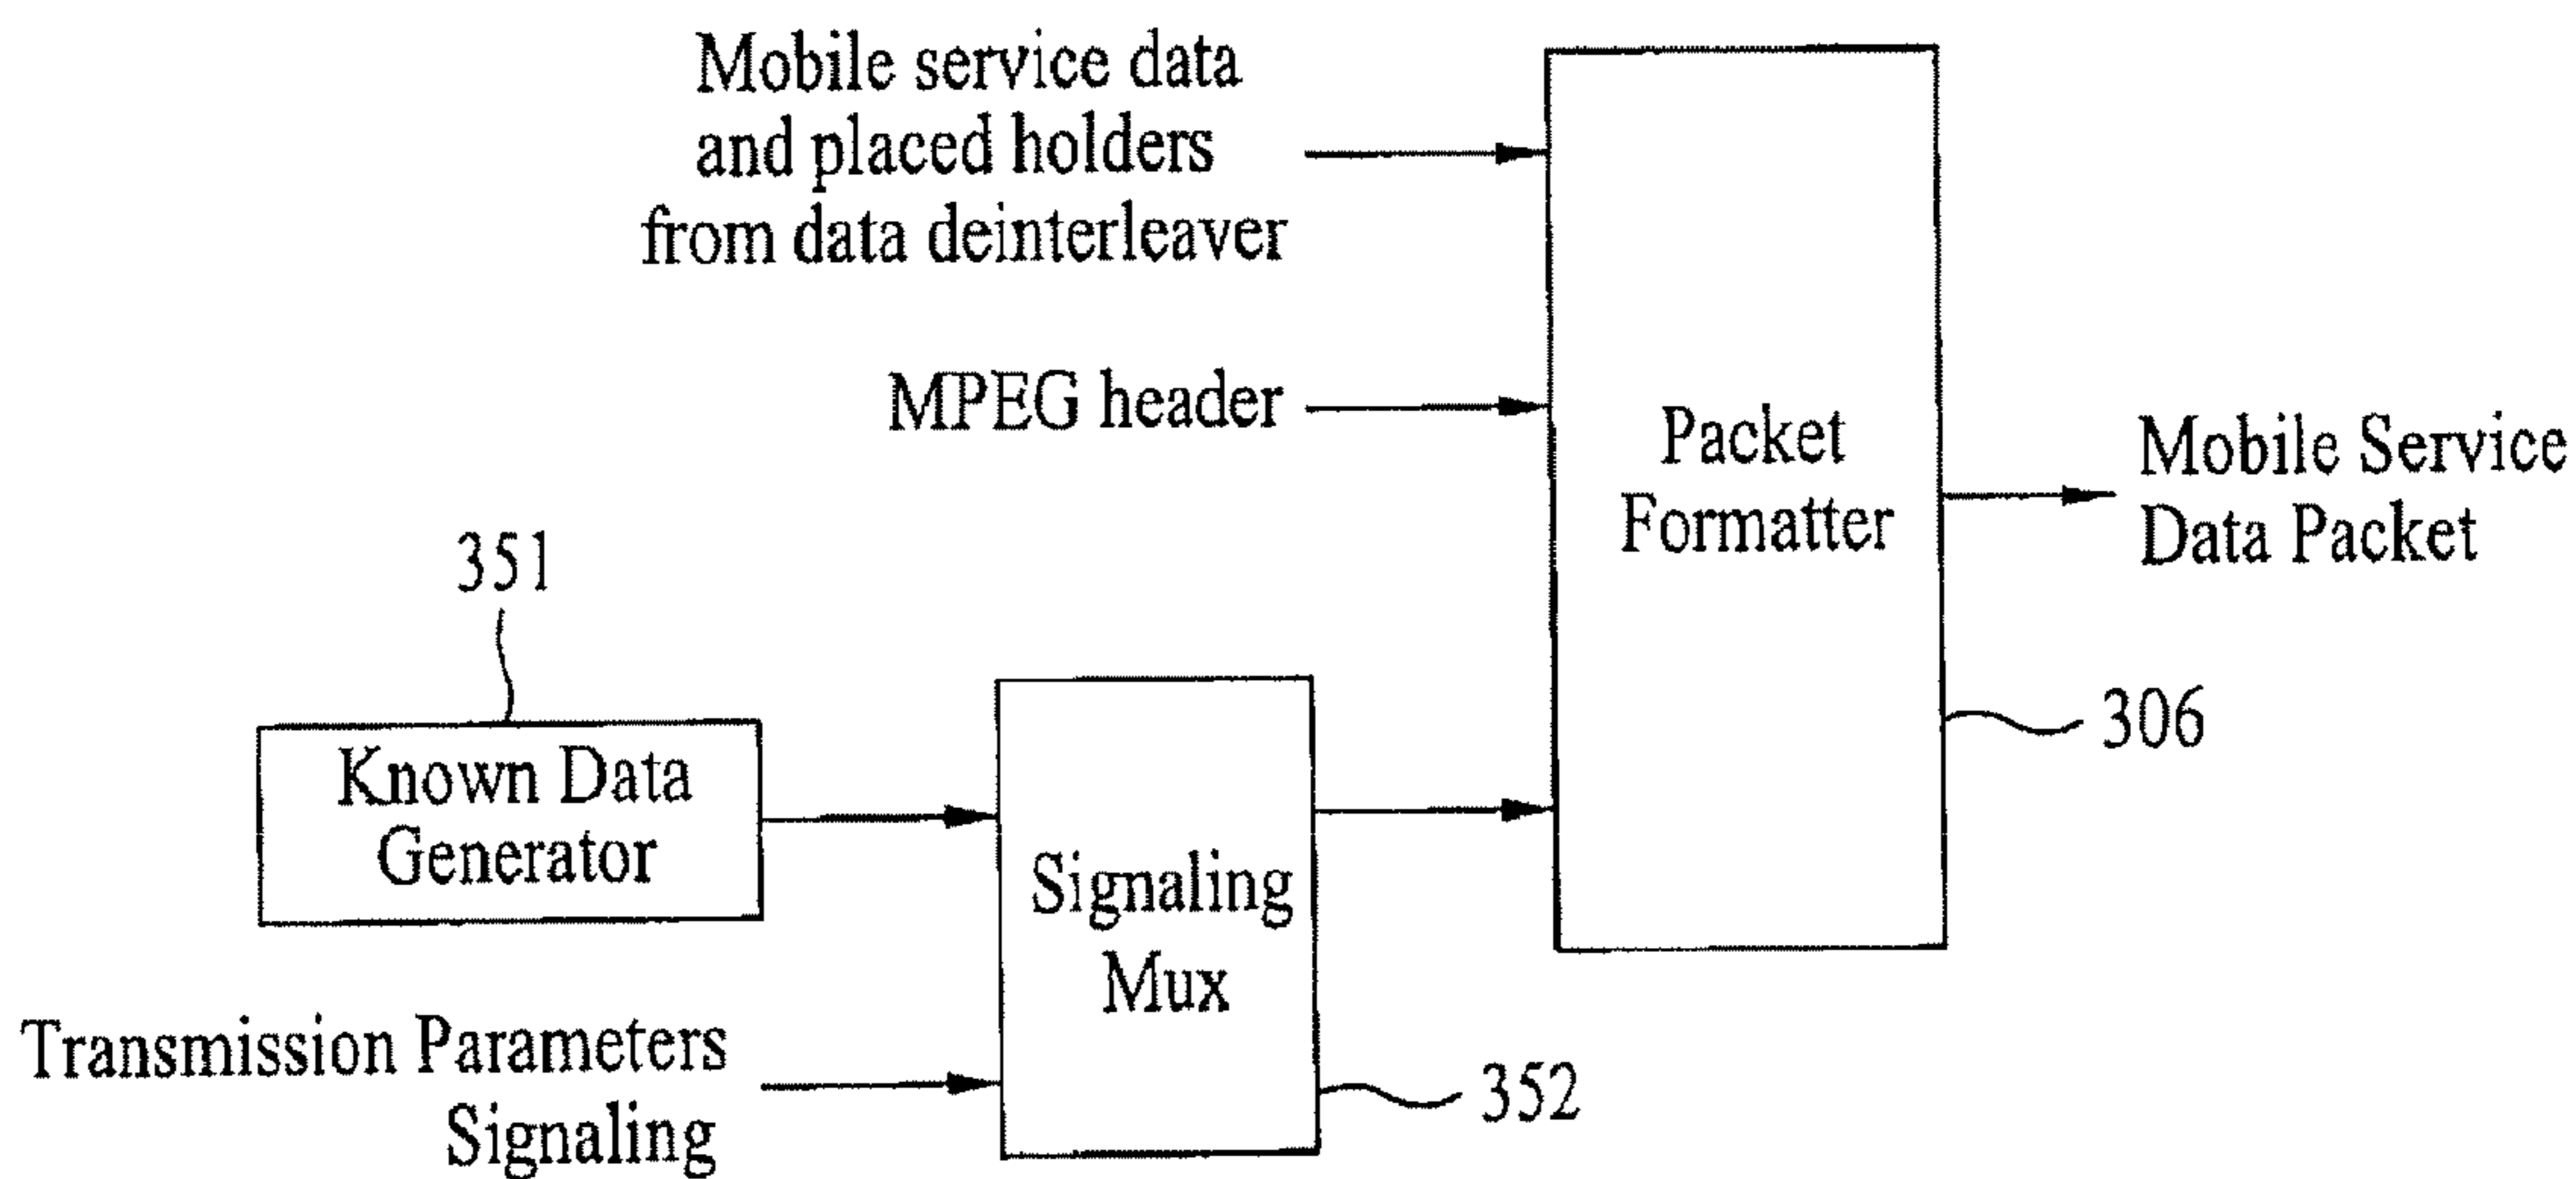 Mobile service data
and placed holders
from data deinterleaver
MPEG header
Packet
Formatter
Mobile Service
Data Packet
351
306
Known Data
Generator
Signaling
Mux
Transmission Parameters
Signaling
352